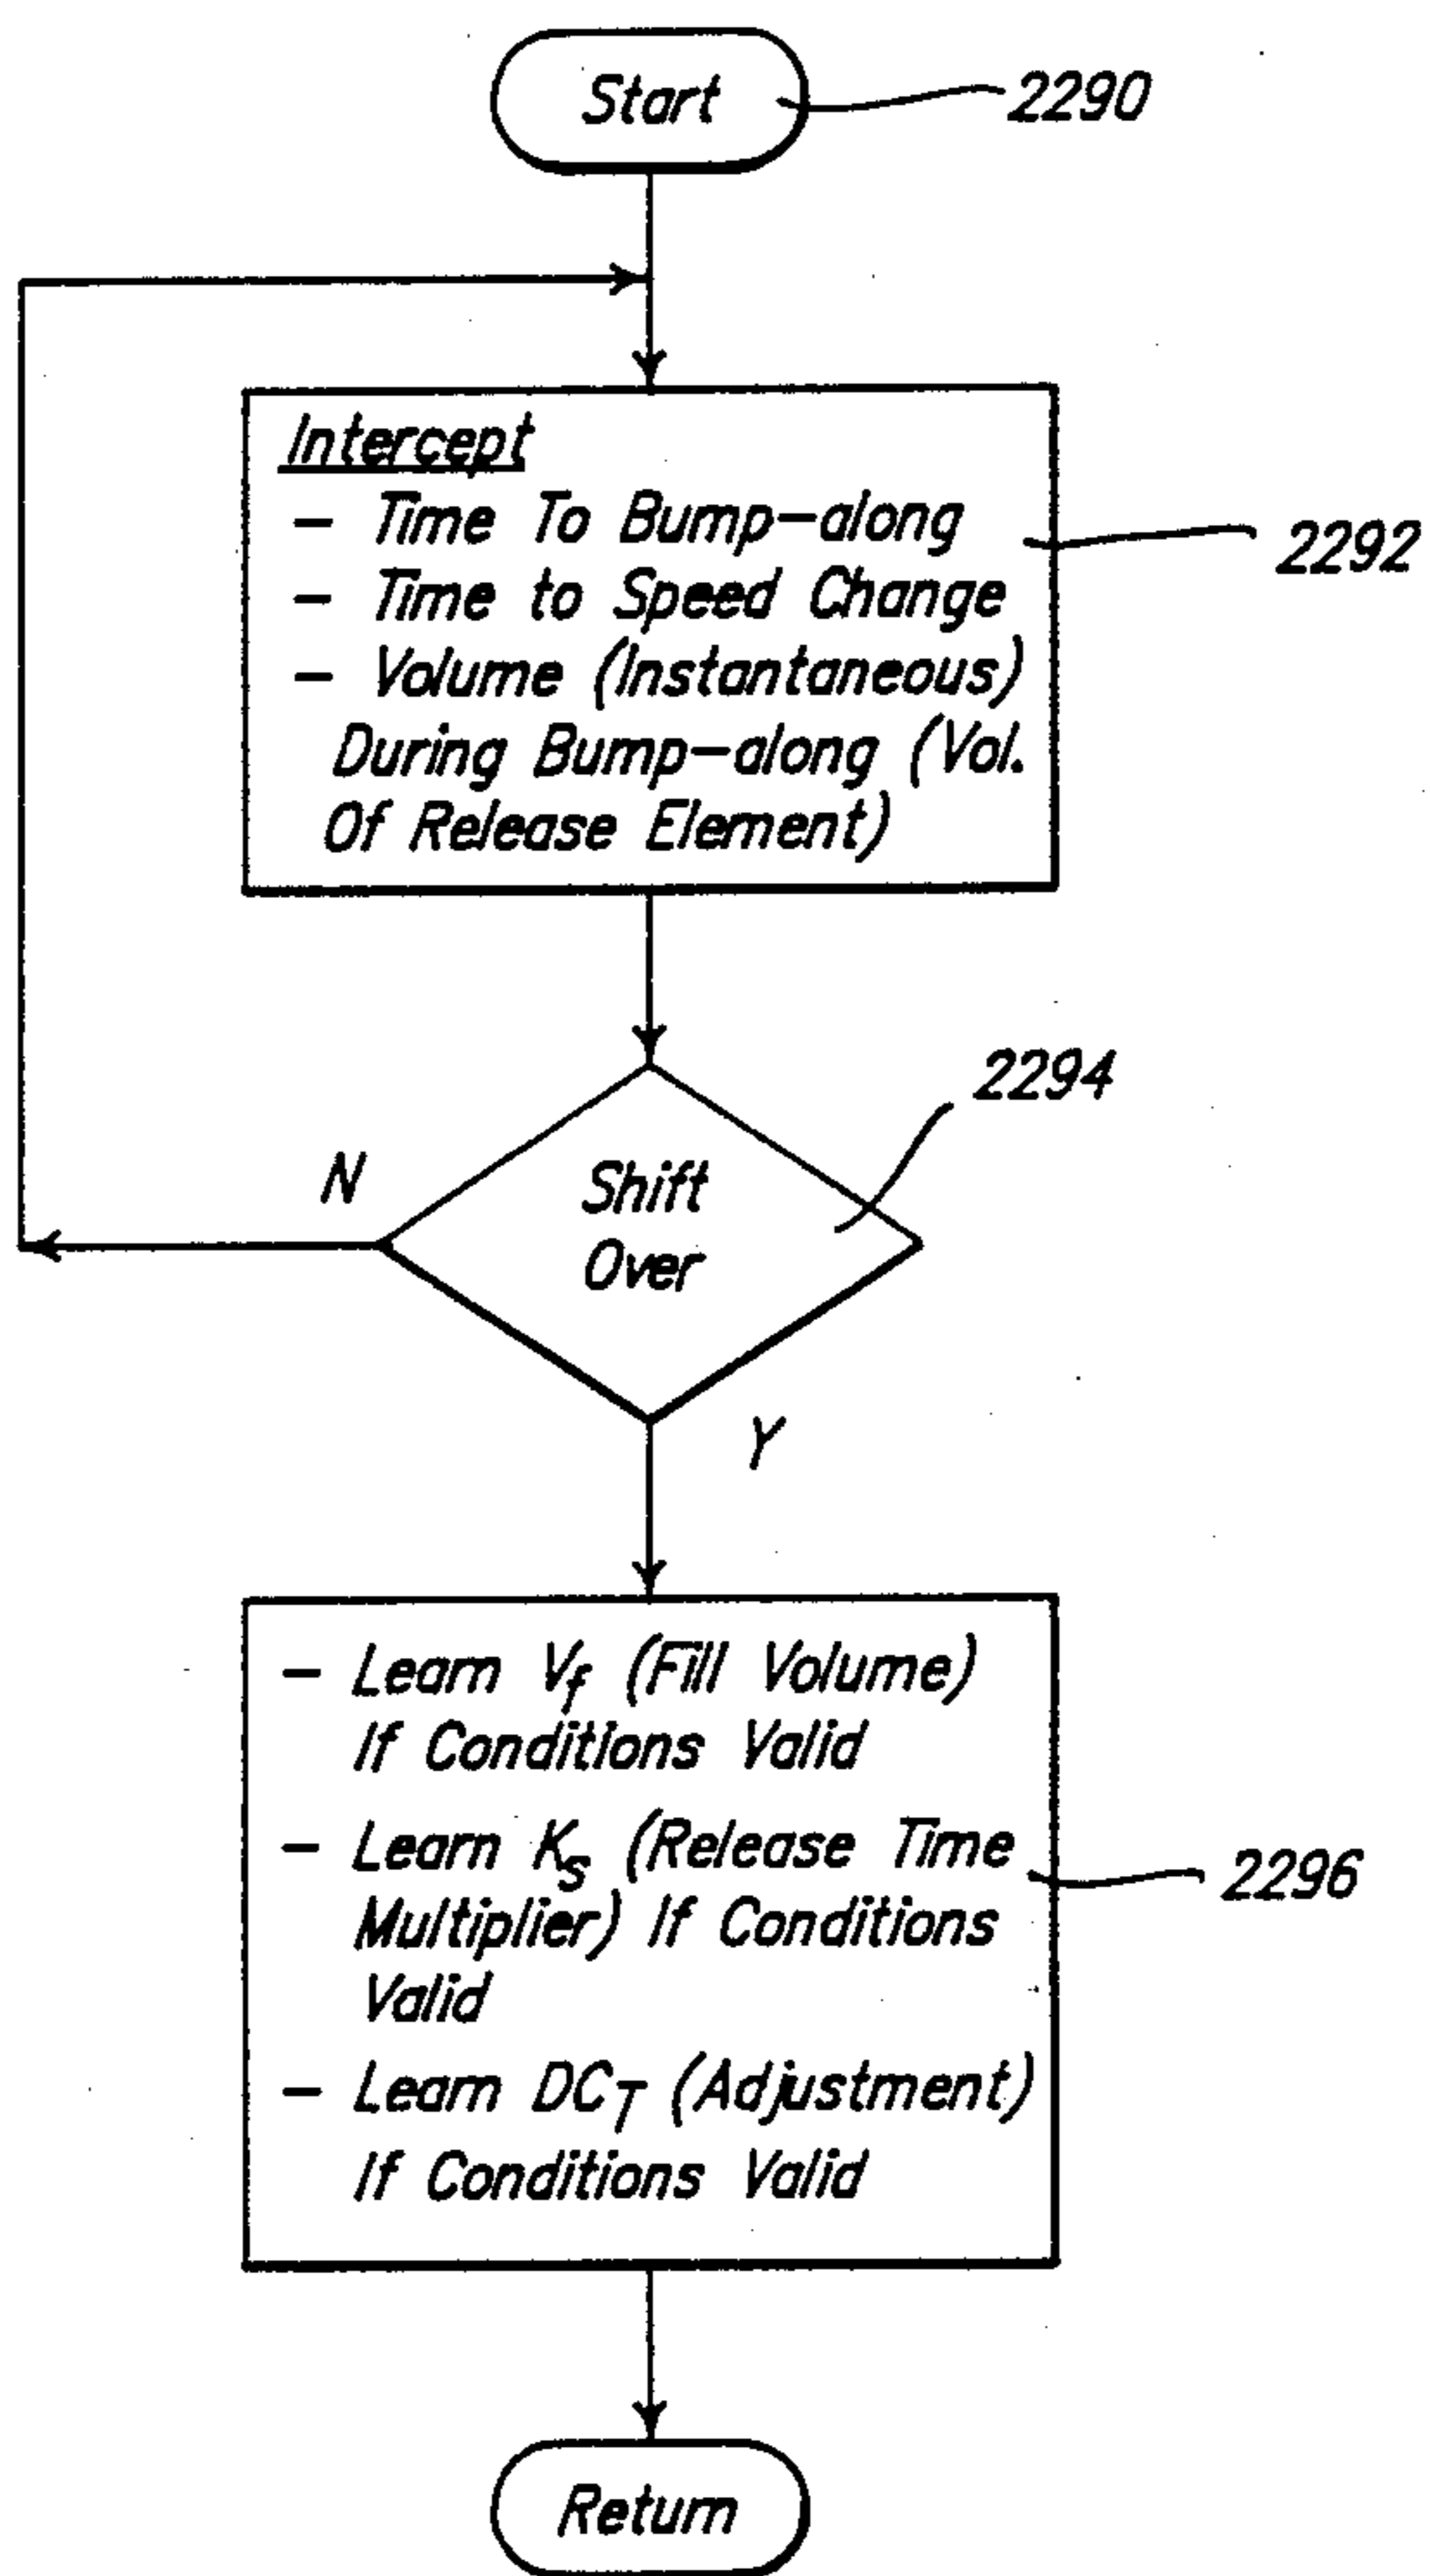 Start
2290
Intercept
- Time To Bump-along
2292
- Time to Speed Change
- Volume (Instantaneous)
During Bump-along (Vol.
Of Release Element)
2294
N
Shift
Over
Y
- Learn Vf (Fill Volume)
If Conditions Valid
- Learn Ks (Release Time
2296
Multiplier) If Conditions
Valid
- Learn DCT (Adjustment)
If Conditions Valid
Return